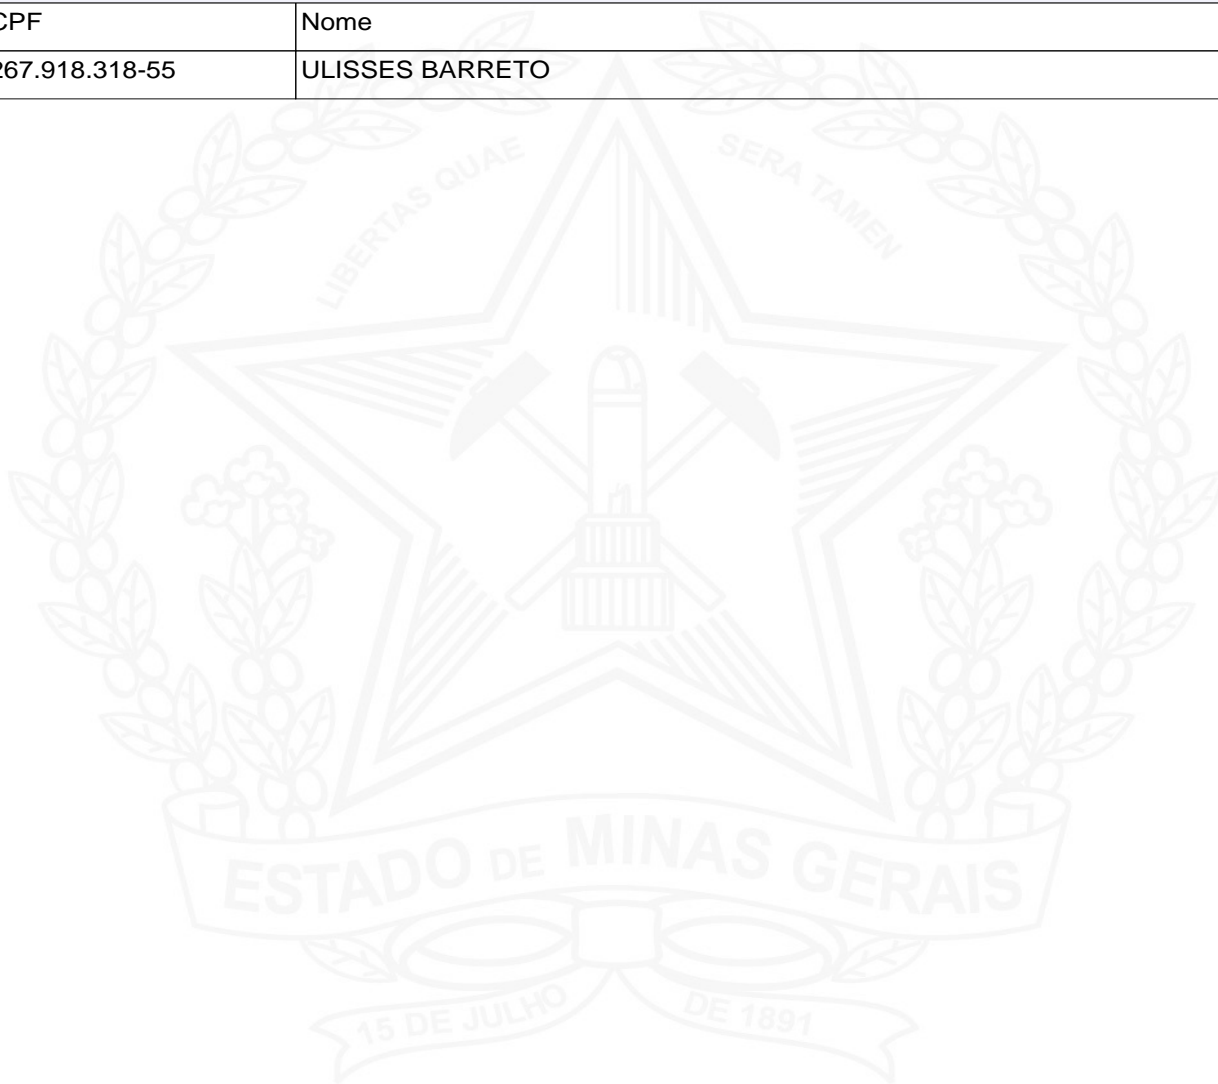 CPF Nome
267.918.318-55 ULISSES BARRETO
LIBERTAS QUAE SERA TAMEN
ESTADO DE MINAS GERAIS
15 DE JULHO DE 1891